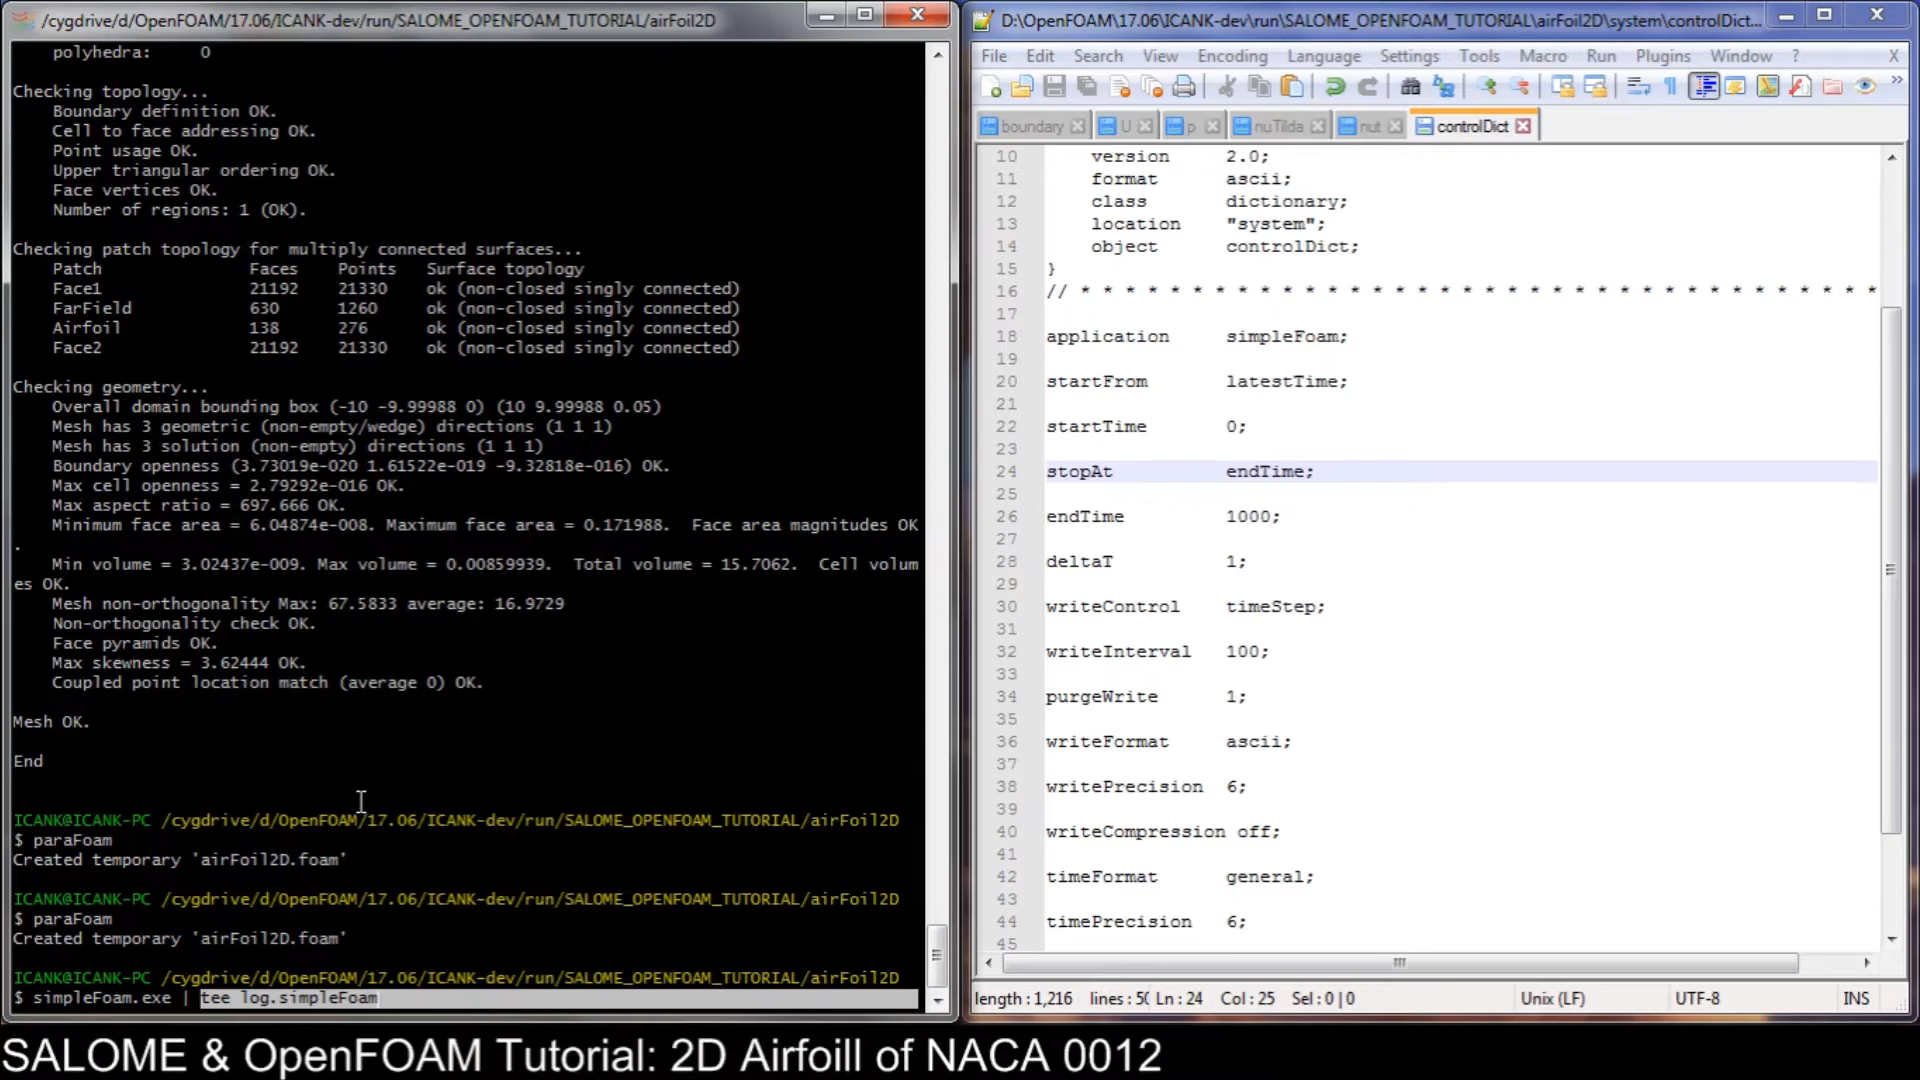 /cygdrive/d/OpenFOAM/17.06/ICANK-dev/run/SALOME_OPENFOAM_TUTORIAL/airFoil2D
polyhedra: 0
Checking topology...
Boundary definition OK.
Cell to face addressing OK.
Point usage OK.
Upper triangular ordering OK.
Face vertices OK.
Number of regions: 1 (OK).
Checking patch topology for multiply connected surfaces...
Patch Faces Points Surface topology
Face1 21192 21330 ok (non-closed singly connected)
FarField 630 1260 ok (non-closed singly connected)
Airfoil 138 276 ok (non-closed singly connected)
Face2 21192 21330 ok (non-closed singly connected)
Checking geometry...
Overall domain bounding box (-10 -9.99988 0) (10 9.99988 0.05)
Mesh has 3 geometric (non-empty/wedge) directions (1 1 1)
Mesh has 3 solution (non-empty) directions (1 1 1)
Boundary openness (3.73019e-020 1.61522e-019 -9.32818e-016) OK.
Max cell openness = 2.79292e-016 OK.
Max aspect ratio = 697.666 OK.
Minimum face area = 6.04874e-008. Maximum face area = 0.171988. Face area magnitudes OK
.
Min volume = 3.02437e-009. Max volume = 0.00859939. Total volume = 15.7062. Cell volum
es OK.
Mesh non-orthogonality Max: 67.5833 average: 16.9729
Non-orthogonality check OK.
Face pyramids OK.
Max skewness = 3.62444 OK.
Coupled point location match (average 0) OK.
Mesh OK.
End
ICANK@ICANK-PC /cygdrive/d/OpenFOAM/17.06/ICANK-dev/run/SALOME_OPENFOAM_TUTORIAL/airFoil2D
$ paraFoam
Created temporary 'airFoil2D.foam'
ICANK@ICANK-PC /cygdrive/d/OpenFOAM/17.06/ICANK-dev/run/SALOME_OPENFOAM_TUTORIAL/airFoil2D
$ paraFoam
Created temporary 'airFoil2D.foam'
ICANK@ICANK-PC /cygdrive/d/OpenFOAM/17.06/ICANK-dev/run/SALOME_OPENFOAM_TUTORIAL/airFoil2D
$ simpleFoam.exe | tee log.simpleFoam
D:\OpenFOAM\17.06\ICANK-dev\run\SALOME_OPENFOAM_TUTORIAL\airFoil2D\system\controlDict...
File Edit Search View Encoding Language Settings Tools Macro Run Plugins Window ? X
boundary U p nuTilda nut controlDict
10 version 2.0;
11 format ascii;
12 class dictionary;
13 location "system";
14 object controlDict;
15 }
16 // * * * * * * * * * * * * * * * * * * * * * * * * * * * * * * * * * * * *
17
18 application simpleFoam;
19
20 startFrom latestTime;
21
22 startTime 0;
23
24 stopAt endTime;
25
26 endTime 1000;
27
28 deltaT 1;
29
30 writeControl timeStep;
31
32 writeInterval 100;
33
34 purgeWrite 1;
35
36 writeFormat ascii;
37
38 writePrecision 6;
39
40 writeCompression off;
41
42 timeFormat general;
43
44 timePrecision 6;
45
length : 1,216 lines : 50 Ln : 24 Col : 25 Sel : 0 | 0 Unix (LF) UTF-8 INS
SALOME & OpenFOAM Tutorial: 2D Airfoill of NACA 0012